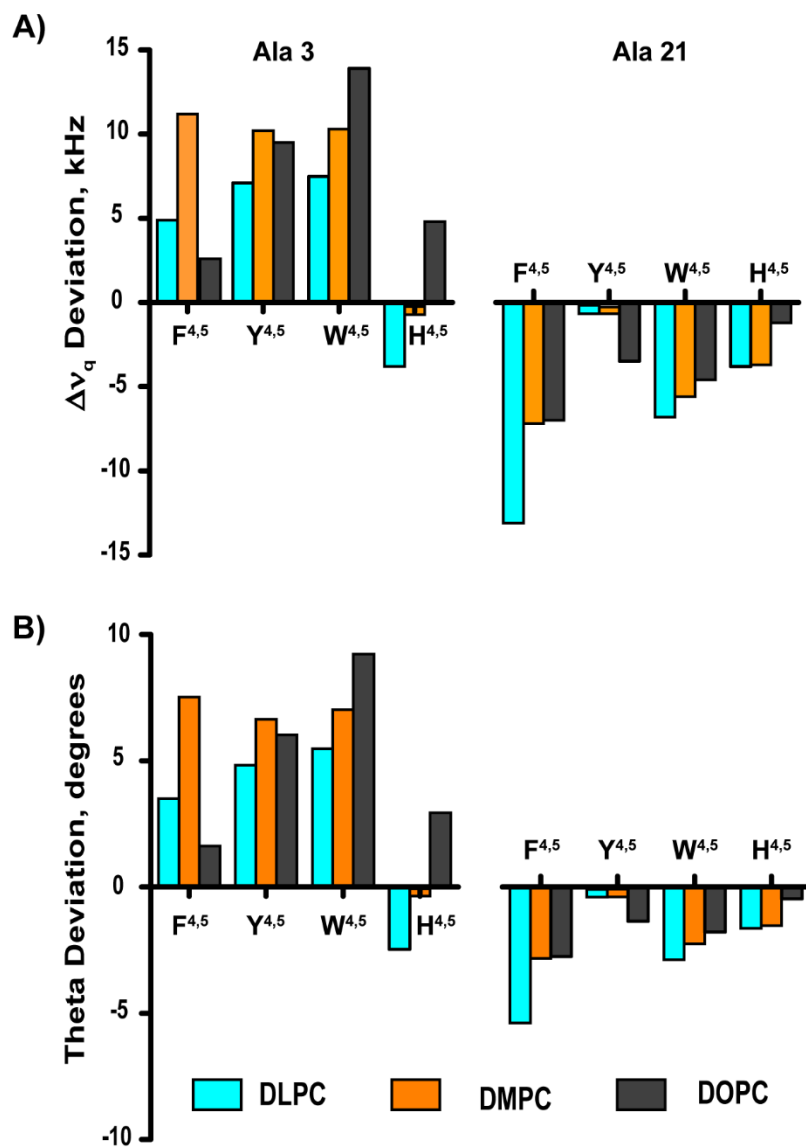 A)
Ala 3 Ala 21
Δν_q Deviation, kHz
15
10
5
0
-5
-10
-15
F^4,5 Y^4,5 W^4,5 H^4,5
F^4,5 Y^4,5 W^4,5 H^4,5
B)
Theta Deviation, degrees
10
5
0
-5
-10
F^4,5 Y^4,5 W^4,5 H^4,5
F^4,5 Y^4,5 W^4,5 H^4,5
DLPC DMPC DOPC